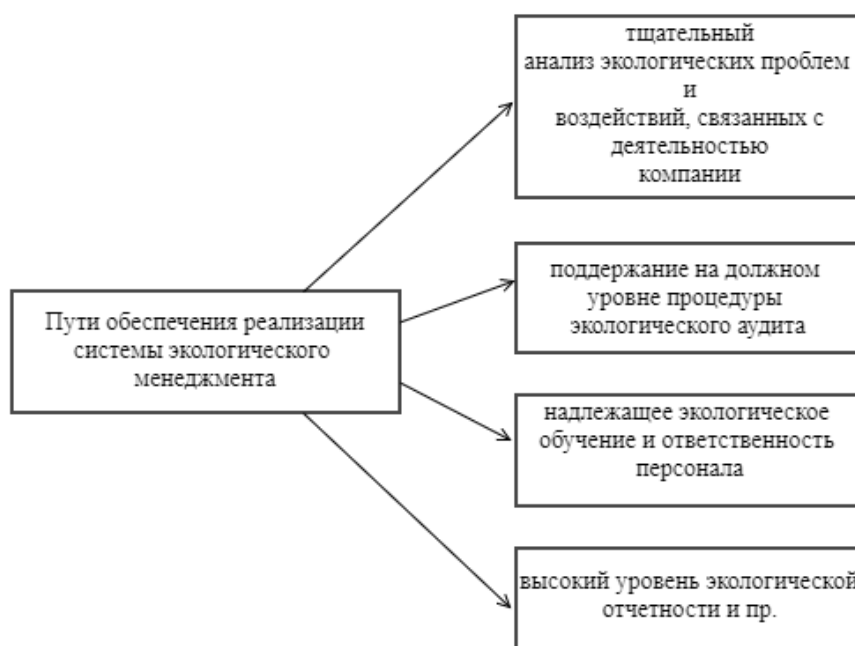 тщательный
анализ экологических проблем
и
воздействий, связанных с
деятельностью
компании
Пути обеспечения реализации
системы экологического
менеджмента
поддержание на должном
уровне процедуры
экологического аудита
надлежащее экологическое
обучение и ответственность
персонала
высокий уровень экологической
отчетности и пр.